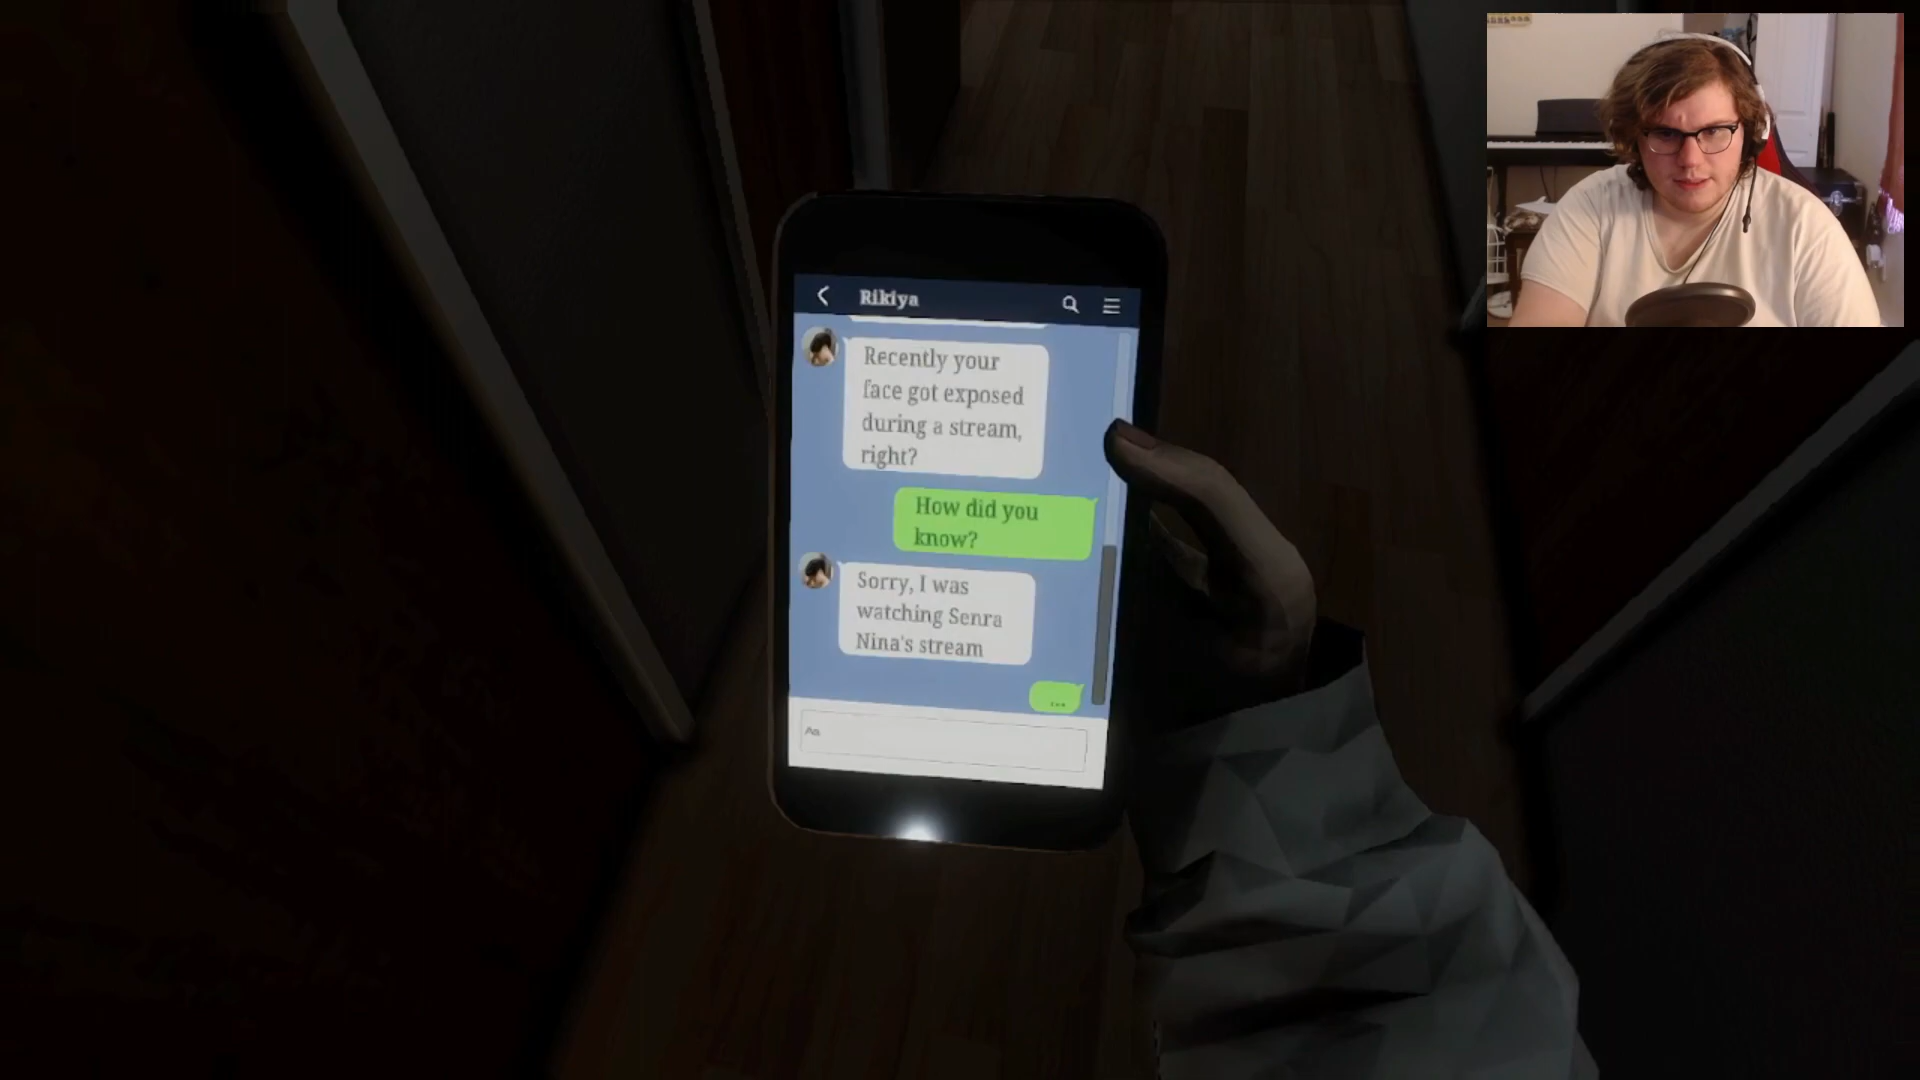 Rikiya
Recently your
face got exposed
during a stream,
right?
How did you
know?
Sorry, I was
watching Senra
Nina's stream
...
Aa